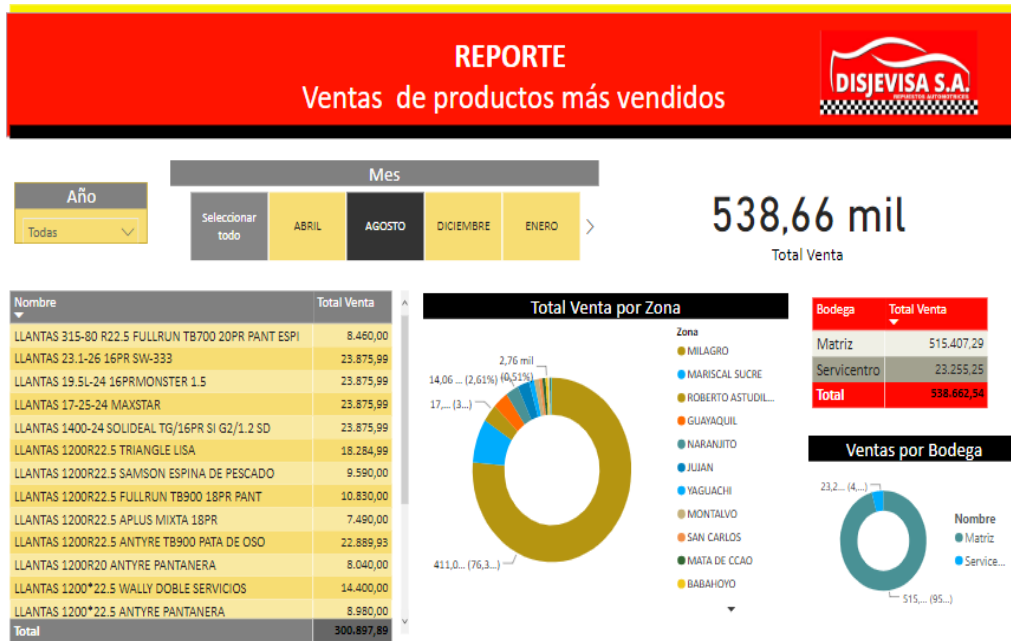 REPORTE
Ventas de productos más vendidos
DISJEVISA S.A.
REPUESTOS AUTOMOTRICES
Año
Todas
Mes
Seleccionar todo
ABRIL
AGOSTO
DICIEMBRE
ENERO
538,66 mil
Total Venta
Nombre Total Venta
LLANTAS 315-80 R22.5 FULLRUN TB700 20PR PANT ESPI 8.460,00
LLANTAS 23.1-26 16PR SW-333 23.875,99
LLANTAS 19.5L-24 16PRMONSTER 1.5 23.875,99
LLANTAS 17-25-24 MAXSTAR 23.875,99
LLANTAS 1400-24 SOLIDEAL TG/16PR SI G2/1.2 SD 23.875,99
LLANTAS 1200R22.5 TRIANGLE LISA 18.284,99
LLANTAS 1200R22.5 SAMSON ESPINA DE PESCADO 9.590,00
LLANTAS 1200R22.5 FULLRUN TB900 18PR PANT 10.830,00
LLANTAS 1200R22.5 APLUS MIXTA 18PR 7.490,00
LLANTAS 1200R22.5 ANTYRE TB900 PATA DE OSO 22.889,93
LLANTAS 1200R20 ANTYRE PANTANERA 8.040,00
LLANTAS 1200*22.5 WALLY DOBLE SERVICIOS 14.400,00
LLANTAS 1200*22.5 ANTYRE PANTANERA 8.980,00
Total 300.897,89
Total Venta por Zona
2,76 mil
(0,51%)
14,06 ... (2,61%)
17,... (3...)
411,0... (76,3...)
Zona
MILAGRO
MARISCAL SUCRE
ROBERTO ASTUDIL...
GUAYAQUIL
NARANJITO
JUJAN
YAGUACHI
MONTALVO
SAN CARLOS
MATA DE CCAO
BABAHOYO
Bodega Total Venta
Matriz 515.407,29
Servicentro 23.255,25
Total 538.662,54
Ventas por Bodega
23,2... (4,...)
515,... (95...)
Nombre
Matriz
Service...